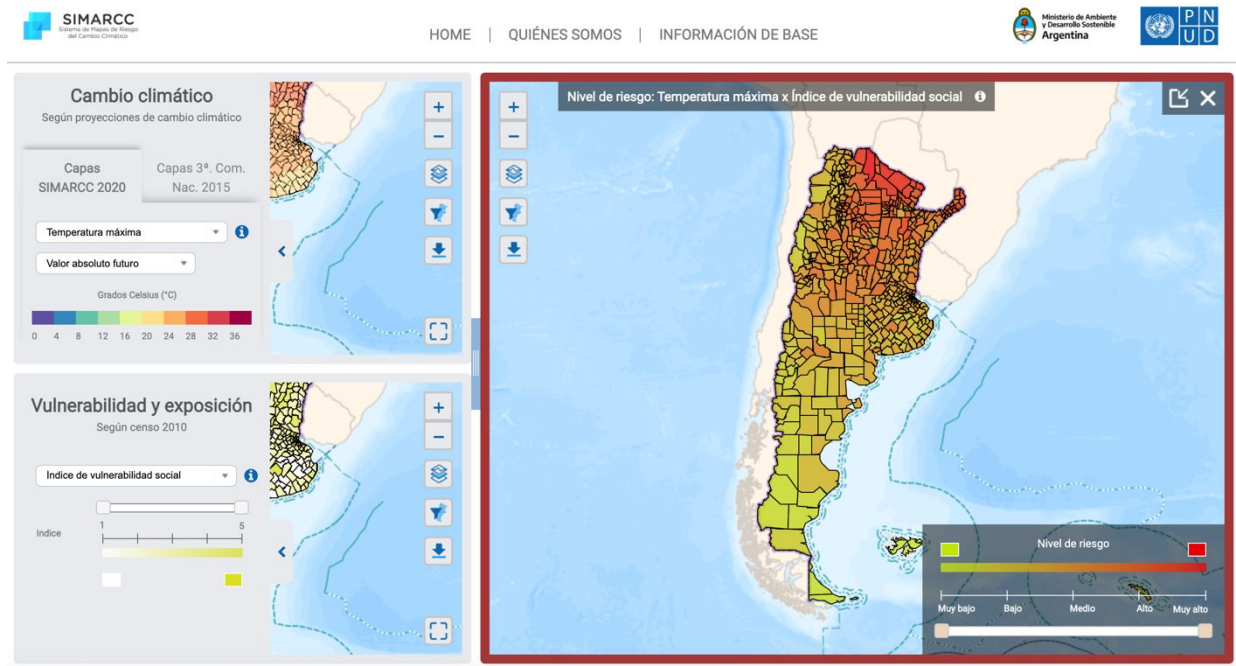 SIMARCC
Sistema de Mapas de Riesgo
del Cambio Climático
HOME | QUIÉNES SOMOS | INFORMACIÓN DE BASE
Ministerio de Ambiente
y Desarrollo Sostenible
Argentina
P N
U D
Cambio climático
Según proyecciones de cambio climático
Capas
SIMARCC 2020
Capas 3ª. Com.
Nac. 2015
Temperatura máxima
Valor absoluto futuro
Grados Celsius (°C)
0 4 8 12 16 20 24 28 32 36
Vulnerabilidad y exposición
Según censo 2010
Índice de vulnerabilidad social
Indice
1 5
Nivel de riesgo: Temperatura máxima x Índice de vulnerabilidad social
Nivel de riesgo
Muy bajo Bajo Medio Alto Muy alto